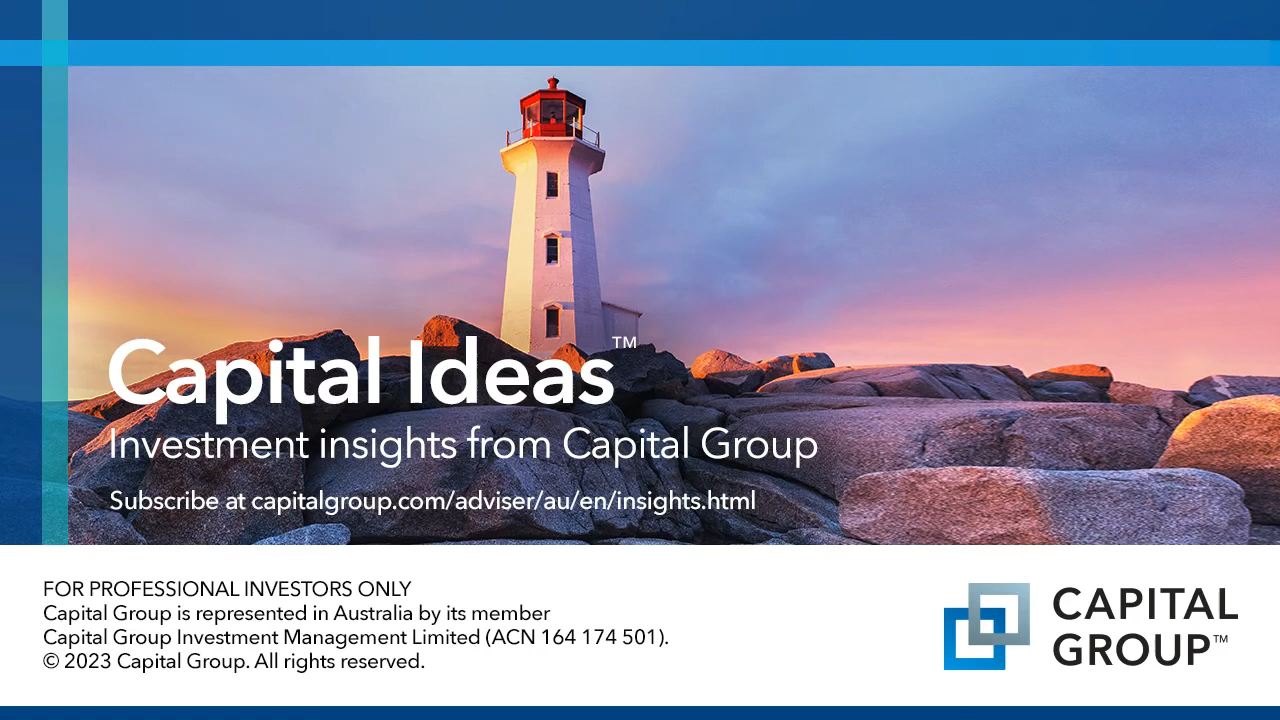 Capital Ideas™
Investment insights from Capital Group
Subscribe at capitalgroup.com/adviser/au/en/insights.html
FOR PROFESSIONAL INVESTORS ONLY
Capital Group is represented in Australia by its member
Capital Group Investment Management Limited (ACN 164 174 501).
© 2023 Capital Group. All rights reserved.
CAPITAL
GROUP™